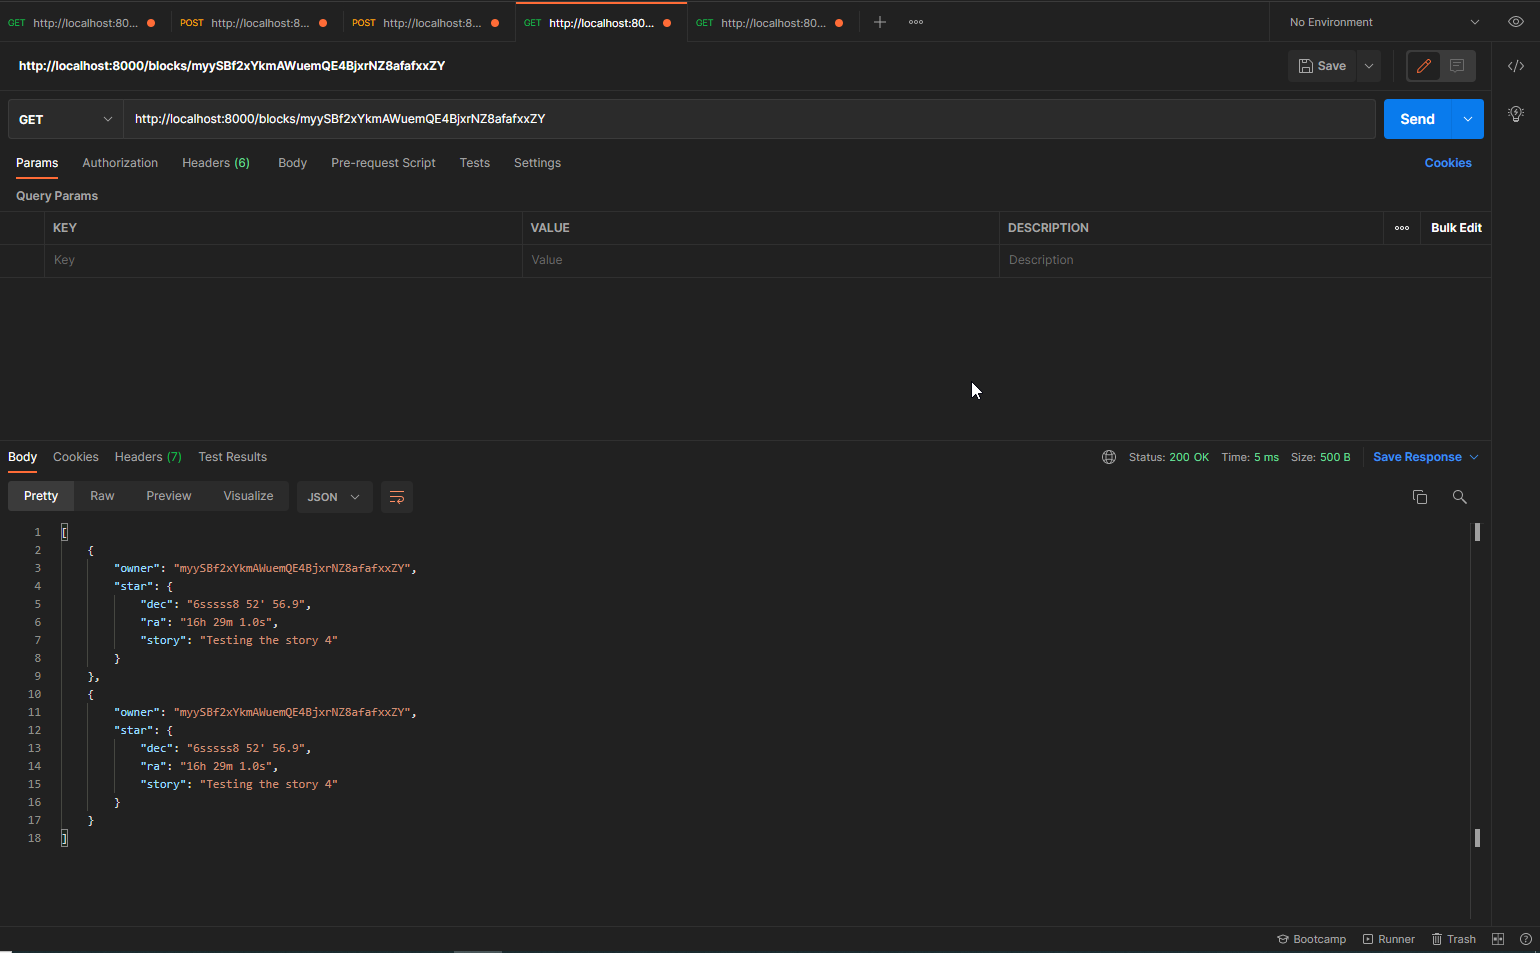 GET http://localhost:80... POST http://localhost:8... POST http://localhost:8... GET http://localhost:80... GET http://localhost:80... No Environment
http://localhost:8000/blocks/myySBf2xYkmAWuemQE4BjxrNZ8afafxxZY Save
GET http://localhost:8000/blocks/myySBf2xYkmAWuemQE4BjxrNZ8afafxxZY Send
Params Authorization Headers (6) Body Pre-request Script Tests Settings Cookies
Query Params
KEY VALUE DESCRIPTION Bulk Edit
Key Value Description
Body Cookies Headers (7) Test Results Status: 200 OK Time: 5 ms Size: 500 B Save Response
Pretty Raw Preview Visualize JSON
1 [
2 {
3 "owner": "myySBf2xYkmAWuemQE4BjxrNZ8afafxxZY",
4 "star": {
5 "dec": "6sssss8 52' 56.9",
6 "ra": "16h 29m 1.0s",
7 "story": "Testing the story 4"
8 }
9 },
10 {
11 "owner": "myySBf2xYkmAWuemQE4BjxrNZ8afafxxZY",
12 "star": {
13 "dec": "6sssss8 52' 56.9",
14 "ra": "16h 29m 1.0s",
15 "story": "Testing the story 4"
16 }
17 }
18 ]
Bootcamp Runner Trash